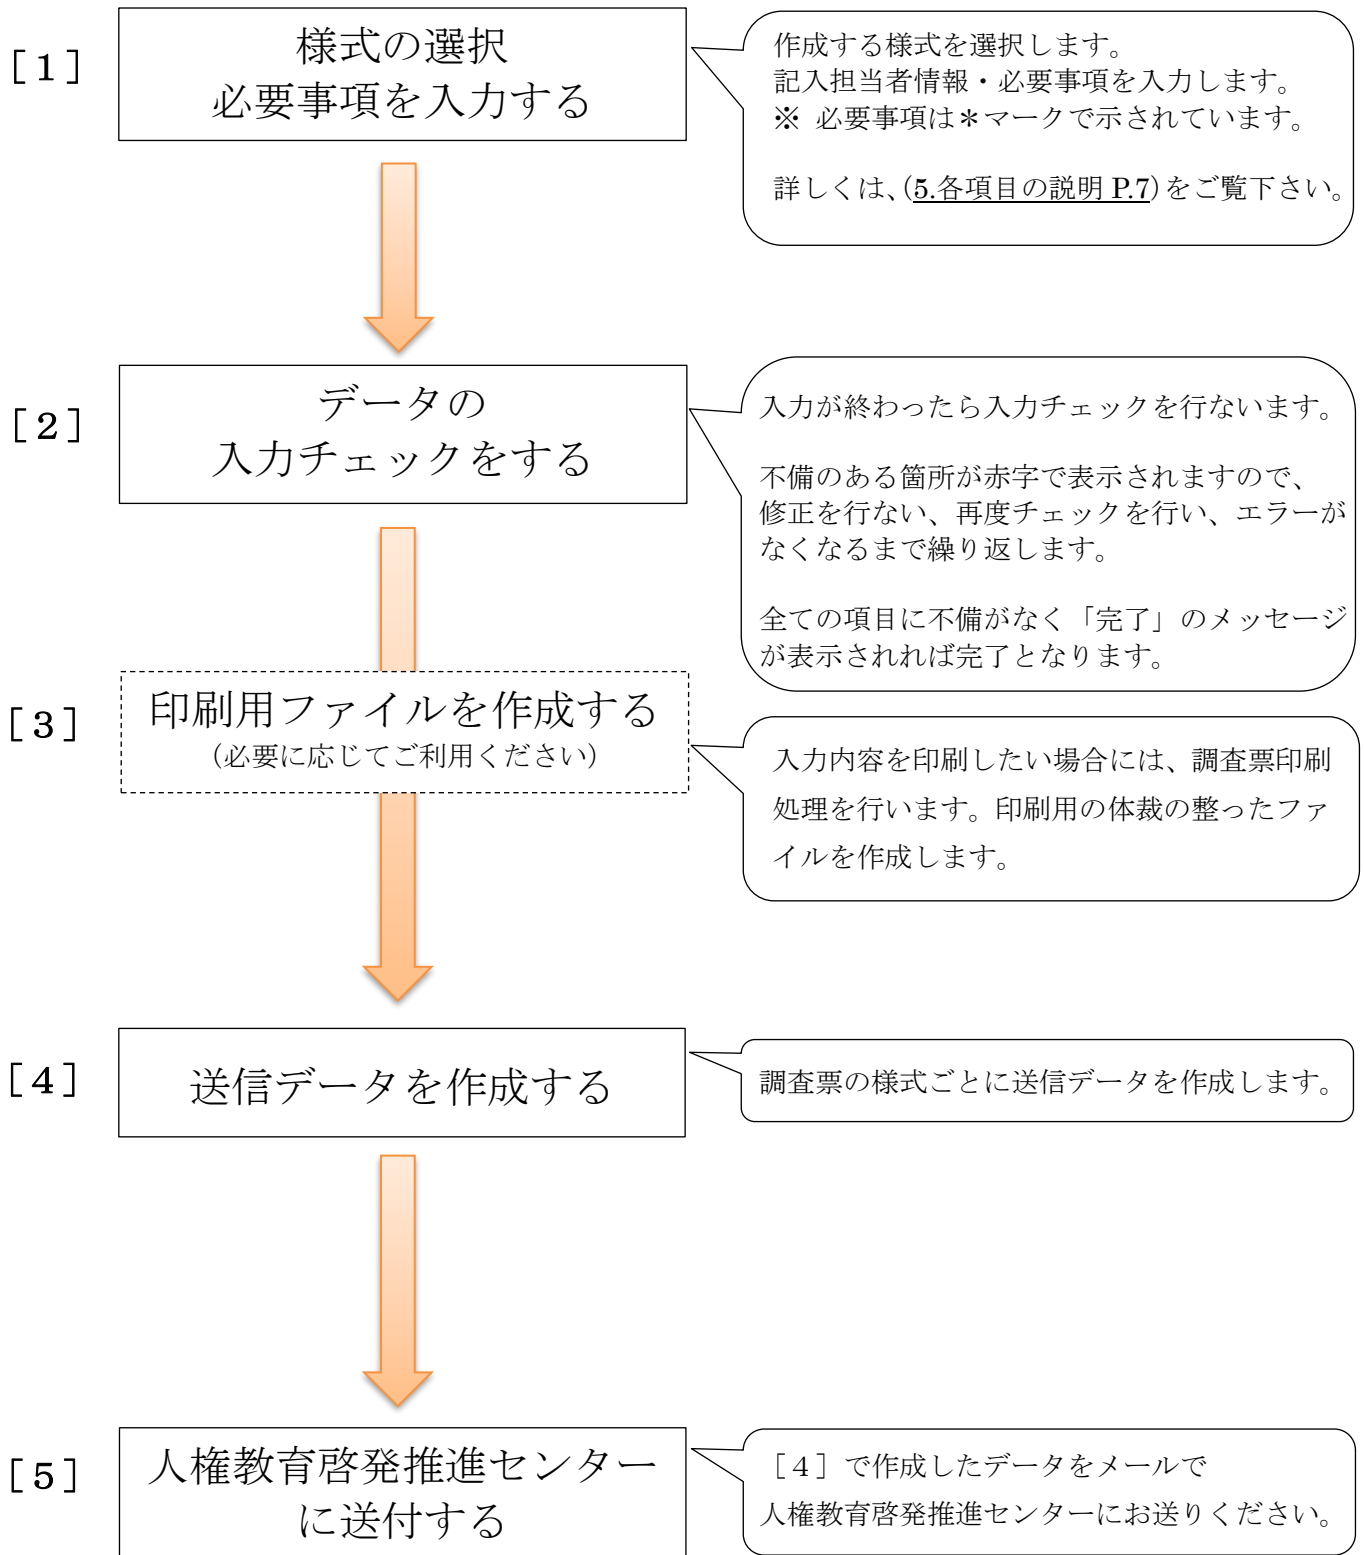 [1]
様式の選択
必要事項を入力する
作成する様式を選択します。
記入担当者情報・必要事項を入力します。
※ 必要事項は＊マークで示されています。
詳しくは、(5.各項目の説明 P.7)をご覧下さい。
[2]
データの
入力チェックをする
入力が終わったら入力チェックを行ないます。
不備のある箇所が赤字で表示されますので、
修正を行ない、再度チェックを行い、エラーが
なくなるまで繰り返します。
全ての項目に不備がなく「完了」のメッセージ
が表示されれば完了となります。
[3]
印刷用ファイルを作成する
（必要に応じてご利用ください）
入力内容を印刷したい場合には、調査票印刷
処理を行います。印刷用の体裁の整ったファ
イルを作成します。
[4]
送信データを作成する
調査票の様式ごとに送信データを作成します。
[5]
人権教育啓発推進センター
に送付する
［４］で作成したデータをメールで
人権教育啓発推進センターにお送りください。